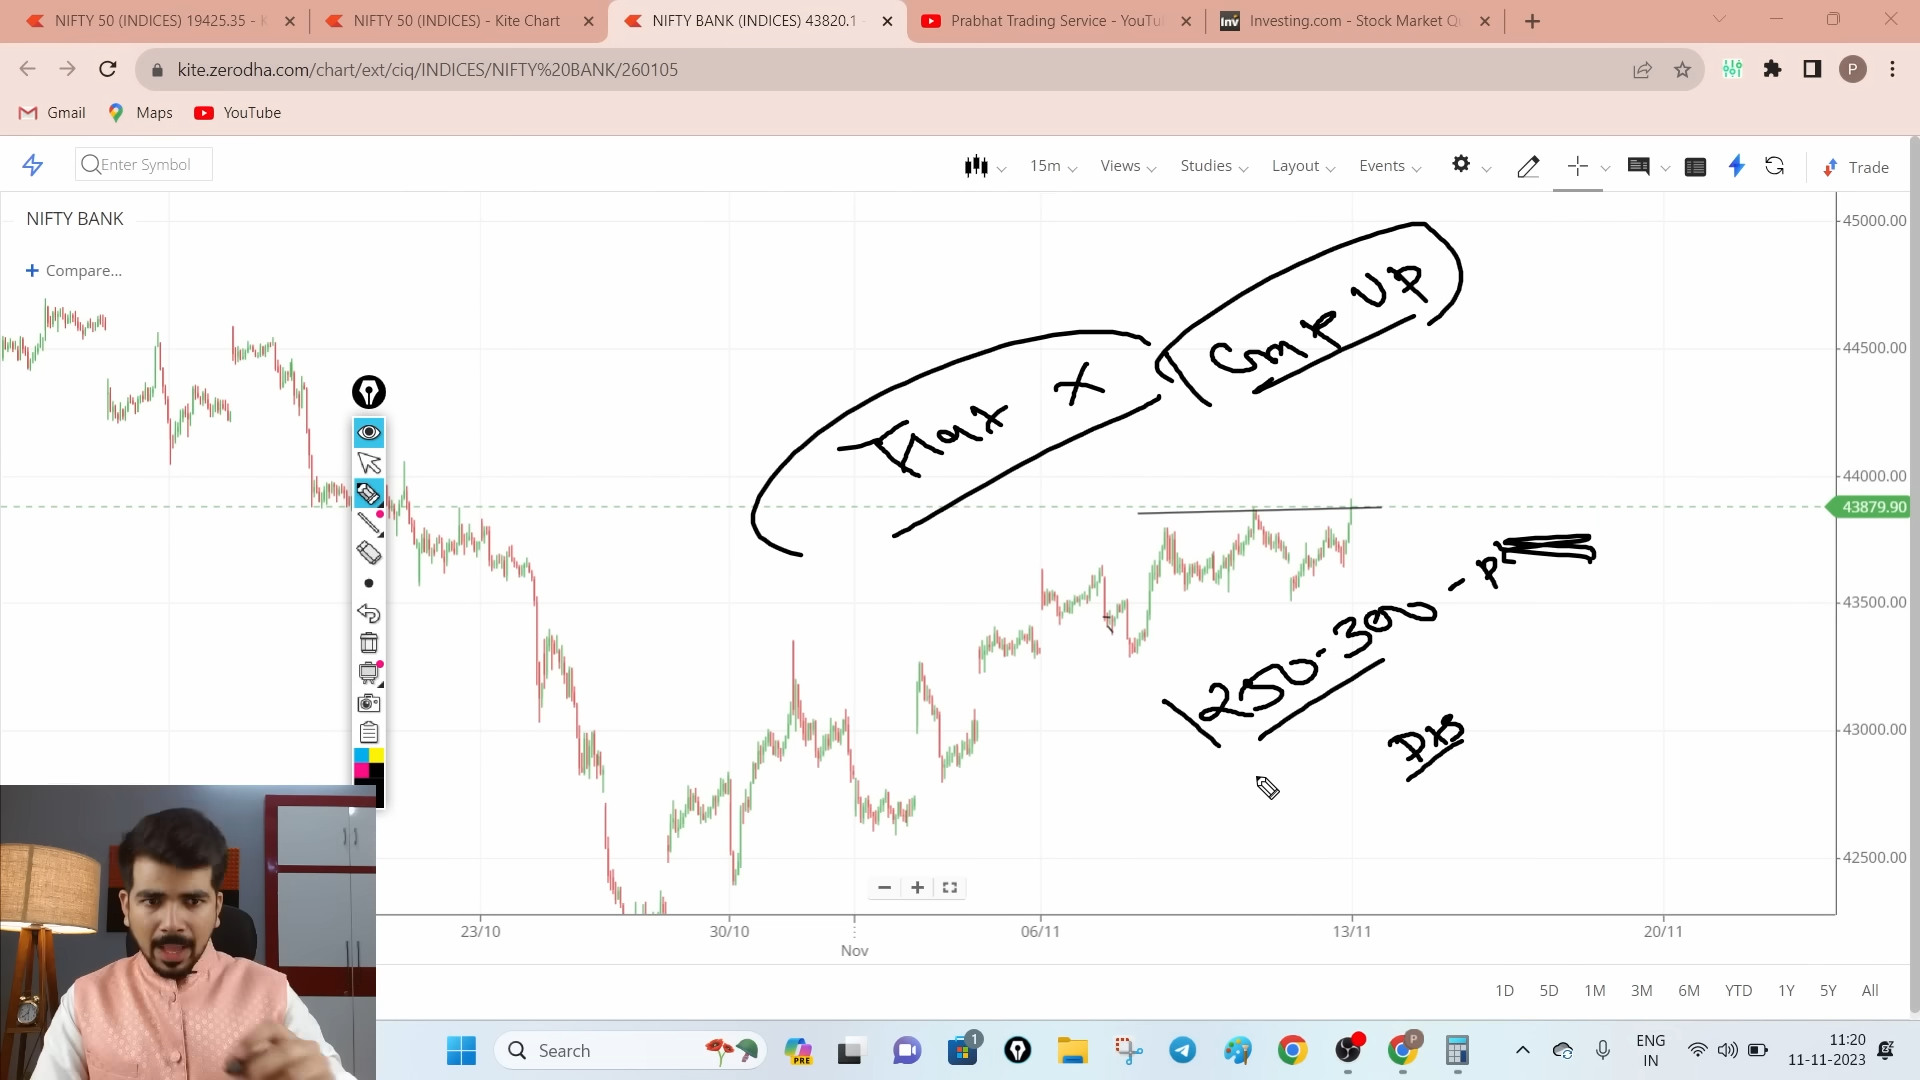 NIFTY 50 (INDICES) 19425.35 - K
NIFTY 50 (INDICES) - Kite Chart
NIFTY BANK (INDICES) 43820.1 -
Prabhat Trading Service - YouTu
Inv Investing.com - Stock Market Qu
kite.zerodha.com/chart/ext/ciq/INDICES/NIFTY%20BANK/260105
P
Gmail
Maps
YouTube
Enter Symbol
15m
Views
Studies
Layout
Events
Trade
NIFTY BANK
+ Compare...
45000.00
44500.00
44000.00
43879.90
43500.00
43000.00
42500.00
UP
X
250-300 - P
23/10
30/10
Nov
06/11
13/11
20/11
1D
5D
1M
3M
6M
YTD
1Y
5Y
All
Search
PRE
1
P
ENG
IN
11:20
11-11-2023